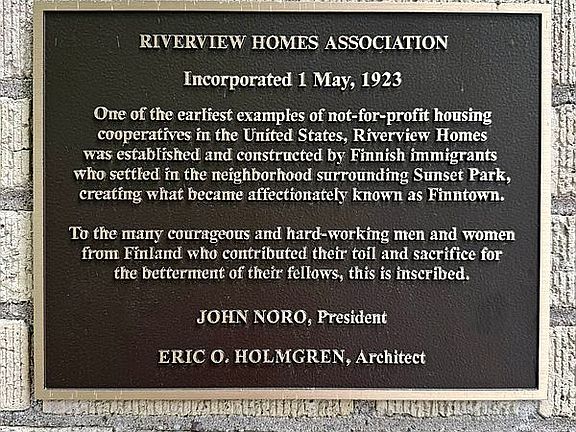 RIVERVIEW HOMES ASSOCIATION
Incorporated 1 May, 1923
One of the earliest examples of not-for-profit housing
cooperatives in the United States, Riverview Homes
was established and constructed by Finnish immigrants
who settled in the neighborhood surrounding Sunset Park,
creating what became affectionately known as Finntown.
To the many courageous and hard-working men and women
from Finland who contributed their toil and sacrifice for
the betterment of their fellows, this is inscribed.
JOHN NORO, President
ERIC O. HOLMGREN, Architect